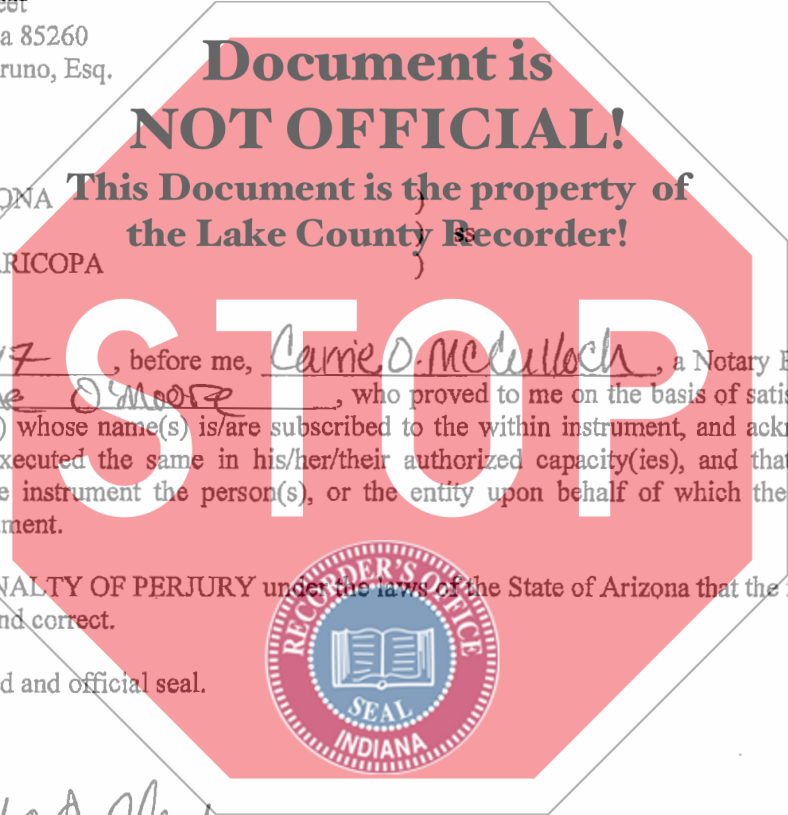 a 85260
runo, Esq.
Document is
NOT OFFICIAL!
This Document is the property of
the Lake County Recorder!
ONA )
) ss
RICOPA )
STOP
7, before me, Carrie O. McCulloch, a Notary P
e O'Moore, who proved to me on the basis of satis
) whose name(s) is/are subscribed to the within instrument, and ackn
xecuted the same in his/her/their authorized capacity(ies), and that
e instrument the person(s), or the entity upon behalf of which the
ment.
NALTY OF PERJURY under the laws of the State of Arizona that the
nd correct.
d and official seal.
RECORDER'S OFFICE
SEAL
INDIANA